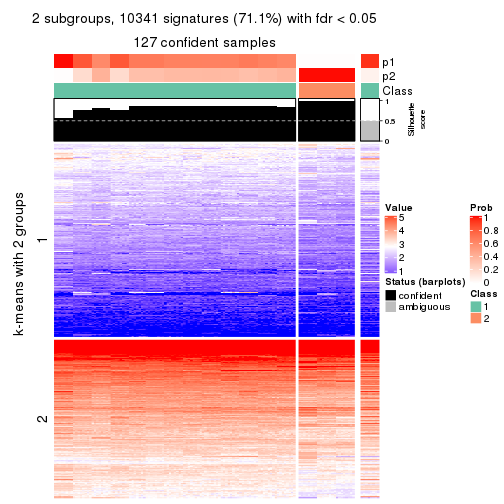 2 subgroups, 10341 signatures (71.1%) with fdr < 0.05
127 confident samples
p1
p2
Class
1
0.5
0
Silhouette
score
k-means with 2 groups
1
2
Value
5
4
3
2
1
Status (barplots)
confident
ambiguous
Prob
1
0.8
0.6
0.4
0.2
0
Class
1
2